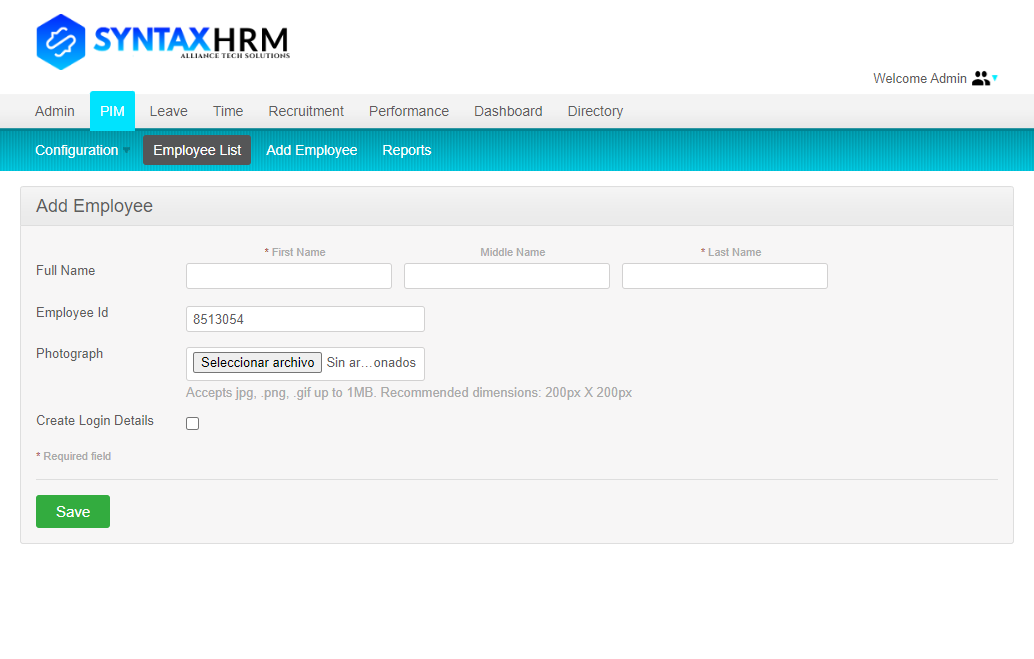 SYNTAXHRM
ALLIANCE TECH SOLUTIONS
Welcome Admin
Admin PIM Leave Time Recruitment Performance Dashboard Directory
Configuration Employee List Add Employee Reports
Add Employee
* First Name Middle Name * Last Name
Full Name
Employee Id 8513054
Photograph Seleccionar archivo Sin ar...onados
Accepts jpg, .png, .gif up to 1MB. Recommended dimensions: 200px X 200px
Create Login Details
* Required field
Save